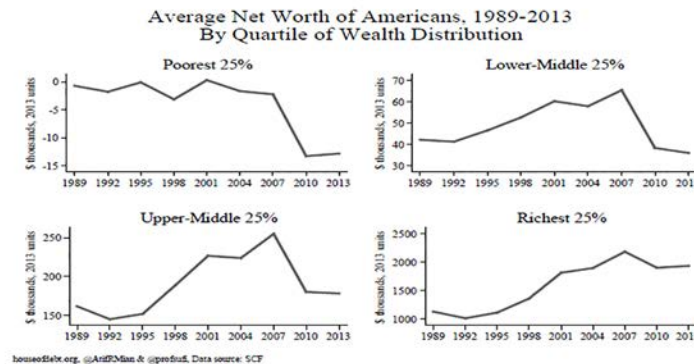 Average Net Worth of Americans, 1989-2013
By Quartile of Wealth Distribution
Poorest 25%
$ thousands, 2013 units
0
-5
-10
-15
1989 1992 1995 1998 2001 2004 2007 2010 2013
Lower-Middle 25%
$ thousands, 2013 units
70
60
50
40
30
1989 1992 1995 1998 2001 2004 2007 2010 201
Upper-Middle 25%
$ thousands, 2013 units
250
200
150
1989 1992 1995 1998 2001 2004 2007 2010 2013
Richest 25%
$ thousands, 2013 units
2500
2000
1500
1000
1989 1992 1995 1998 2001 2004 2007 2010 2013
houseofdebt.org, @AtifRMian & @profsufi, Data source: SCF